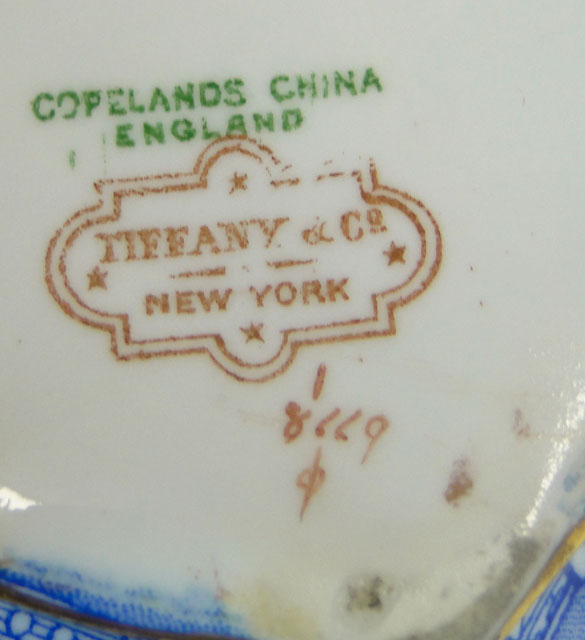 COPELANDS CHINA
ENGLAND
TIFFANY & Co
NEW YORK